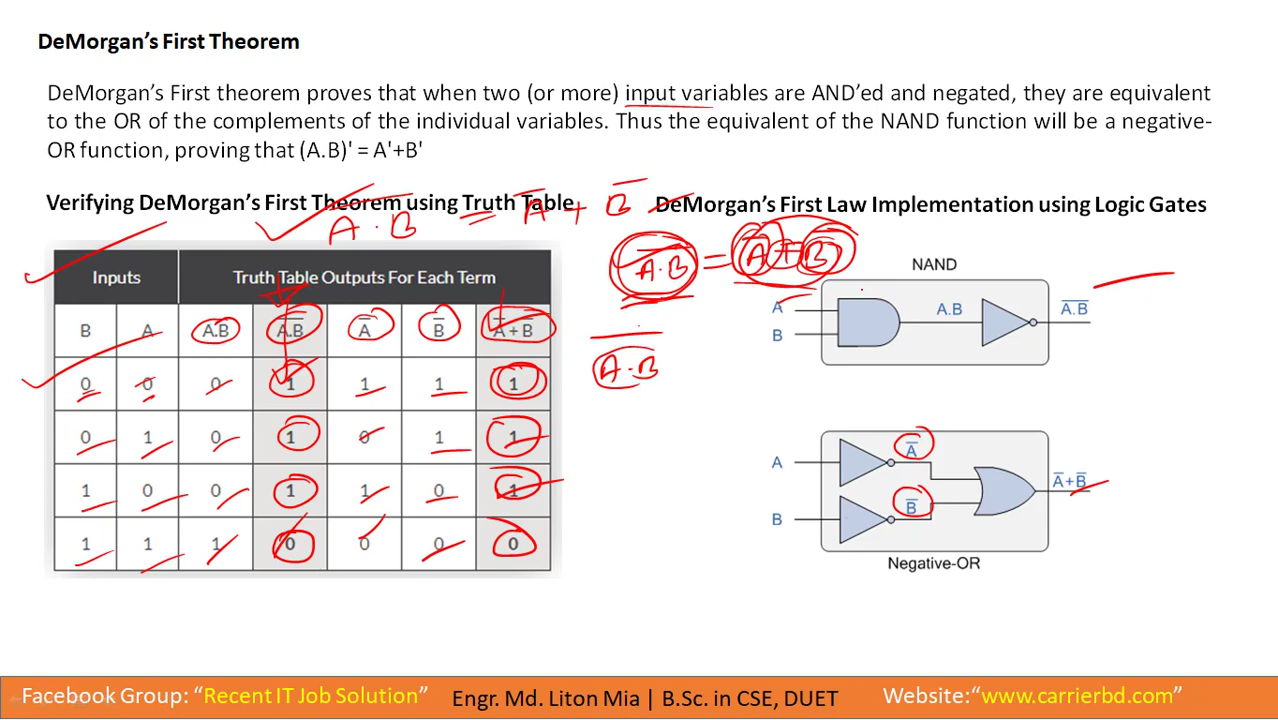 DeMorgan's First Theorem
DeMorgan's First theorem proves that when two (or more) input variables are AND'ed and negated, they are equivalent
to the OR of the complements of the individual variables. Thus the equivalent of the NAND function will be a negative-
OR function, proving that (A.B)' = A'+B'
Verifying DeMorgan's First Theorem using Truth Table
A̅ ̅·̅ ̅B̅ = A̅ + B̅
DeMorgan's First Law Implementation using Logic Gates
A̅·̅B̅ = A̅ + B̅
A̅·̅B̅
Inputs Truth Table Outputs For Each Term
B A A.B A̅.̅B̅ A̅ B̅ A̅ + B̅
0 0 0 1 1 1 1
0 1 0 1 0 1 1
1 0 0 1 1 0 1
1 1 1 0 0 0 0
NAND
A
B
A.B
A̅.̅B̅
A
B
A̅
B̅
A̅+B̅
Negative-OR
Facebook Group: "Recent IT Job Solution" Engr. Md. Liton Mia | B.Sc. in CSE, DUET Website:"www.carrierbd.com"